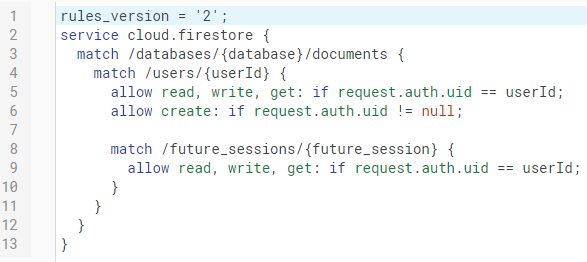 1 rules_version = '2';
2 service cloud.firestore {
3   match /databases/{database}/documents {
4     match /users/{userId} {
5       allow read, write, get: if request.auth.uid == userId;
6       allow create: if request.auth.uid != null;
7
8       match /future_sessions/{future_session} {
9         allow read, write, get: if request.auth.uid == userId;
10       }
11     }
12   }
13 }